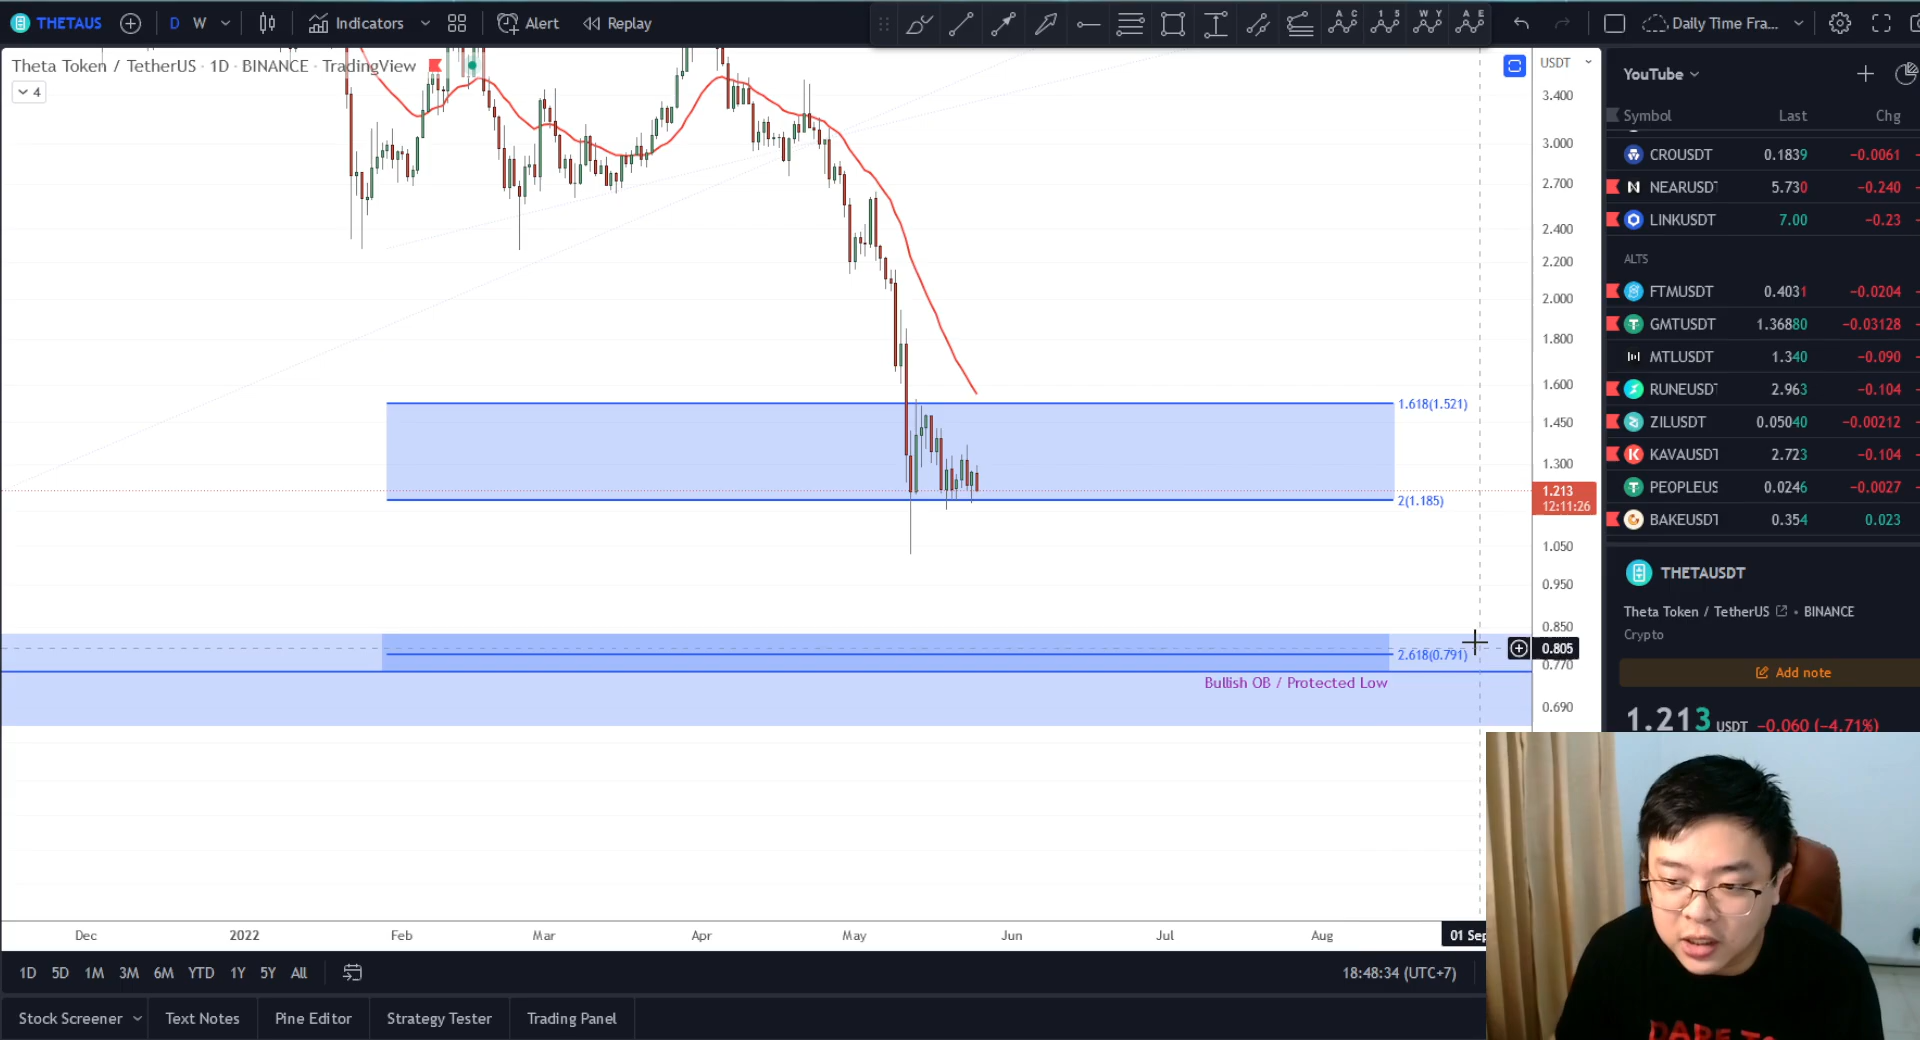 THETAUS D W Indicators Alert Replay Daily Time Fra...
Theta Token / TetherUS · 1D · BINANCE · TradingView
4
USDT
3.400
3.000
2.700
2.400
2.200
2.000
1.800
1.600
1.450
1.300
1.213
12:11:26
1.050
0.950
0.850
0.805
0.770
0.690
1.618(1.521)
2(1.185)
2.618(0.791)
Bullish OB / Protected Low
Dec 2022 Feb Mar Apr May Jun Jul Aug 01 Sep
1D 5D 1M 3M 6M YTD 1Y 5Y All
18:48:34 (UTC+7)
Stock Screener Text Notes Pine Editor Strategy Tester Trading Panel
YouTube
Symbol Last Chg
CROUSDT 0.1839 −0.0061
NEARUSDT 5.730 −0.240
LINKUSDT 7.00 −0.23
ALTS
FTMUSDT 0.4031 −0.0204
GMTUSDT 1.36880 −0.03128
MTLUSDT 1.340 −0.090
RUNEUSDT 2.963 −0.104
ZILUSDT 0.05040 −0.00212
KAVAUSDT 2.723 −0.104
PEOPLEUS 0.0246 −0.0027
BAKEUSDT 0.354 0.023
THETAUSDT
Theta Token / TetherUS • BINANCE
Crypto
Add note
1.213 USDT −0.060 (−4.71%)
DARE TO